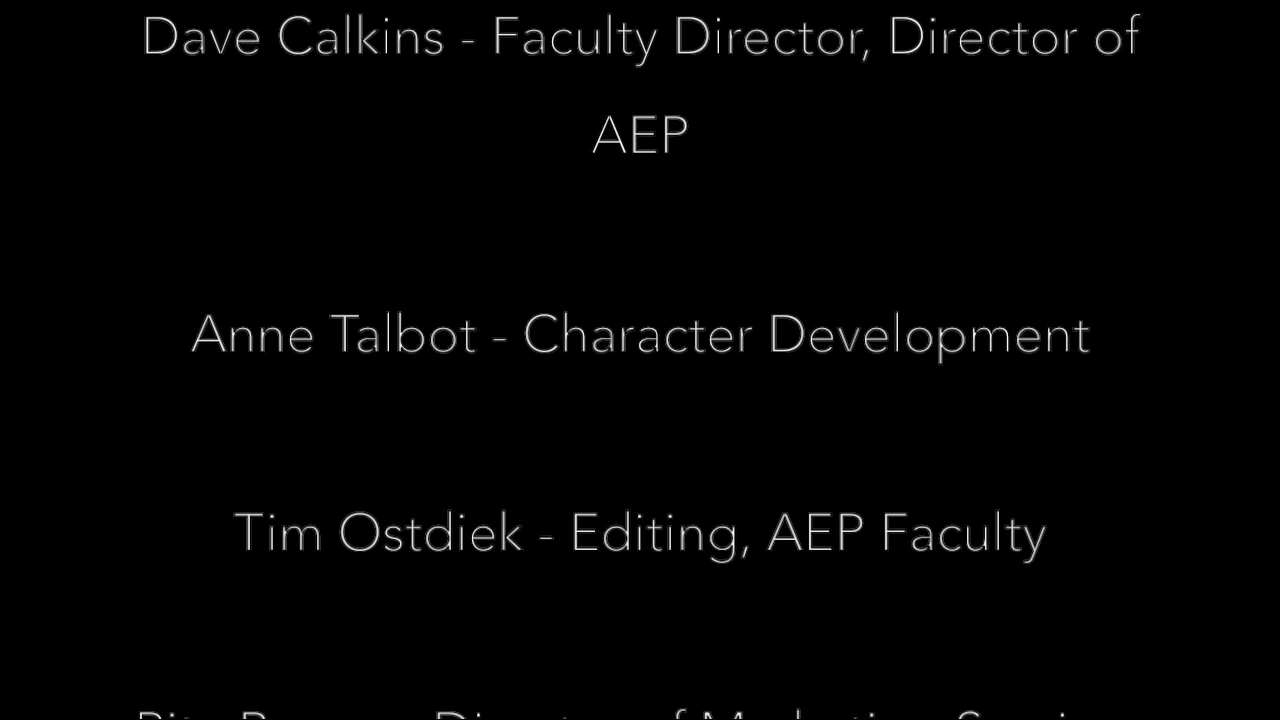 Dave Calkins - Faculty Director, Director of
AEP
Anne Talbot - Character Development
Tim Ostdiek - Editing, AEP Faculty